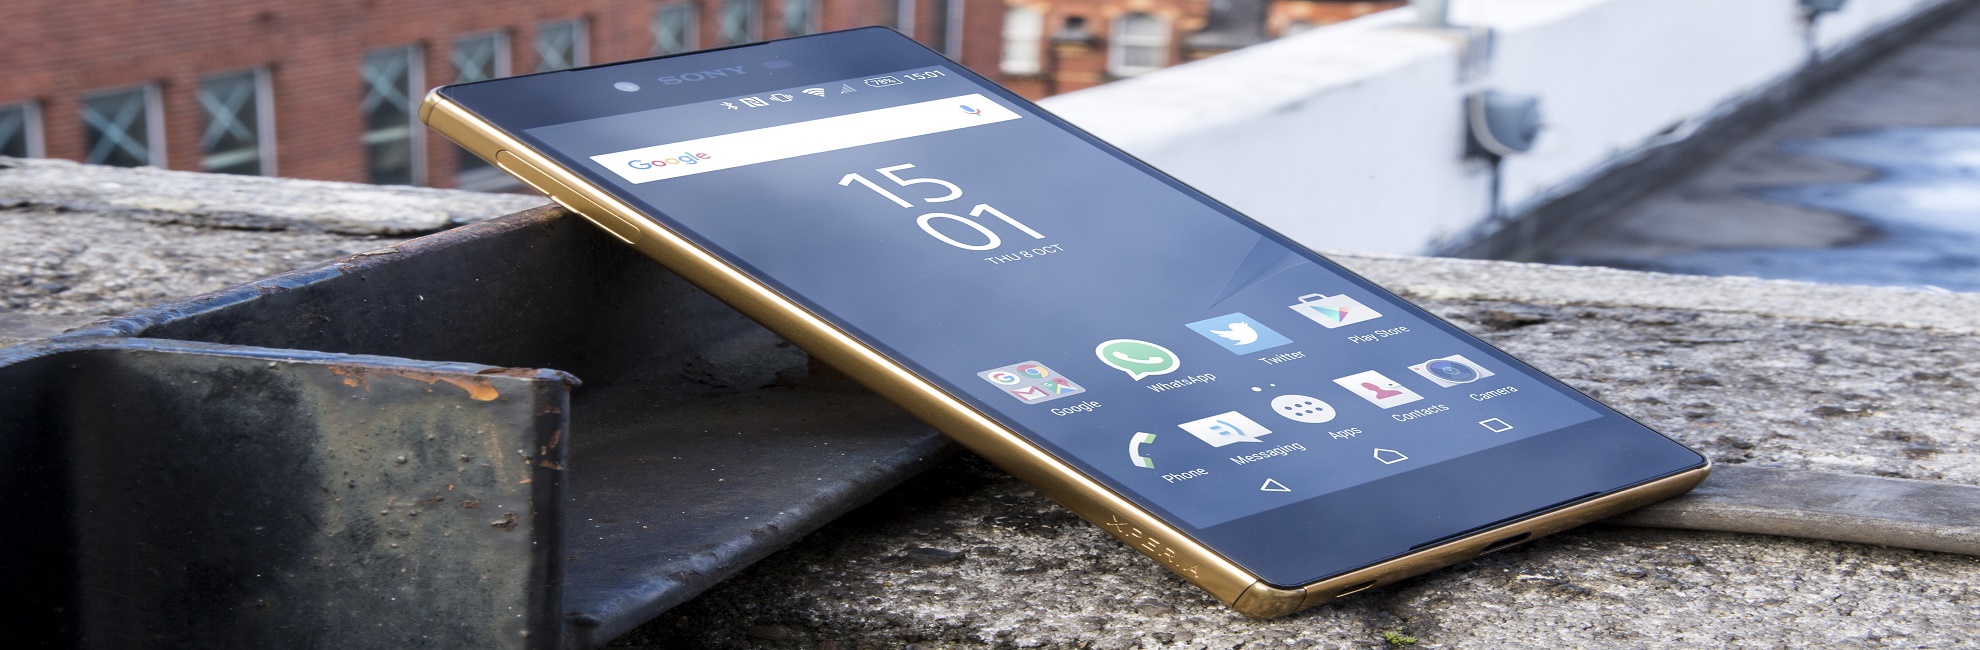 SONY
78% 15:01
Google
15
01
THU 8 OCT
Google
WhatsApp
Twitter
Play Store
Phone
Messaging
Apps
Contacts
Camera
XPERIA